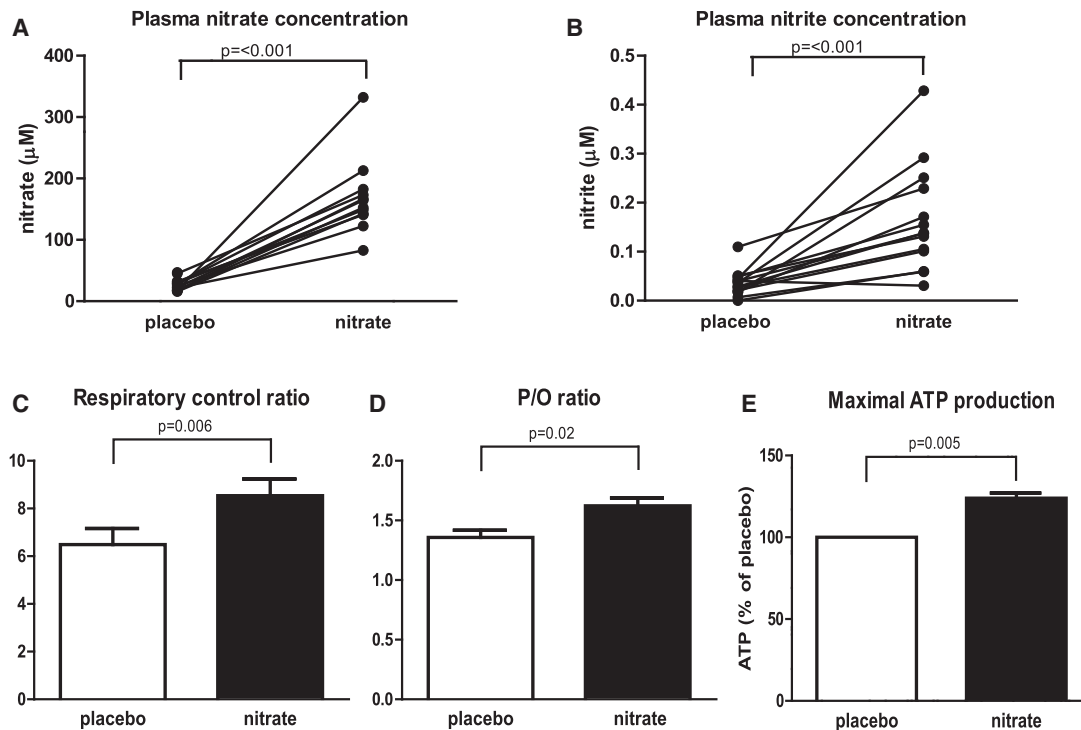 A
Plasma nitrate concentration
p=<0.001
nitrate (μM)
400
300
200
100
0
placebo nitrate
B
Plasma nitrite concentration
p=<0.001
nitrite (μM)
0.5
0.4
0.3
0.2
0.1
0.0
placebo nitrate
C
Respiratory control ratio
p=0.006
10
8
6
4
2
0
placebo nitrate
D
P/O ratio
p=0.02
2.0
1.5
1.0
0.5
0.0
placebo nitrate
E
Maximal ATP production
p=0.005
ATP (% of placebo)
150
100
50
0
placebo nitrate